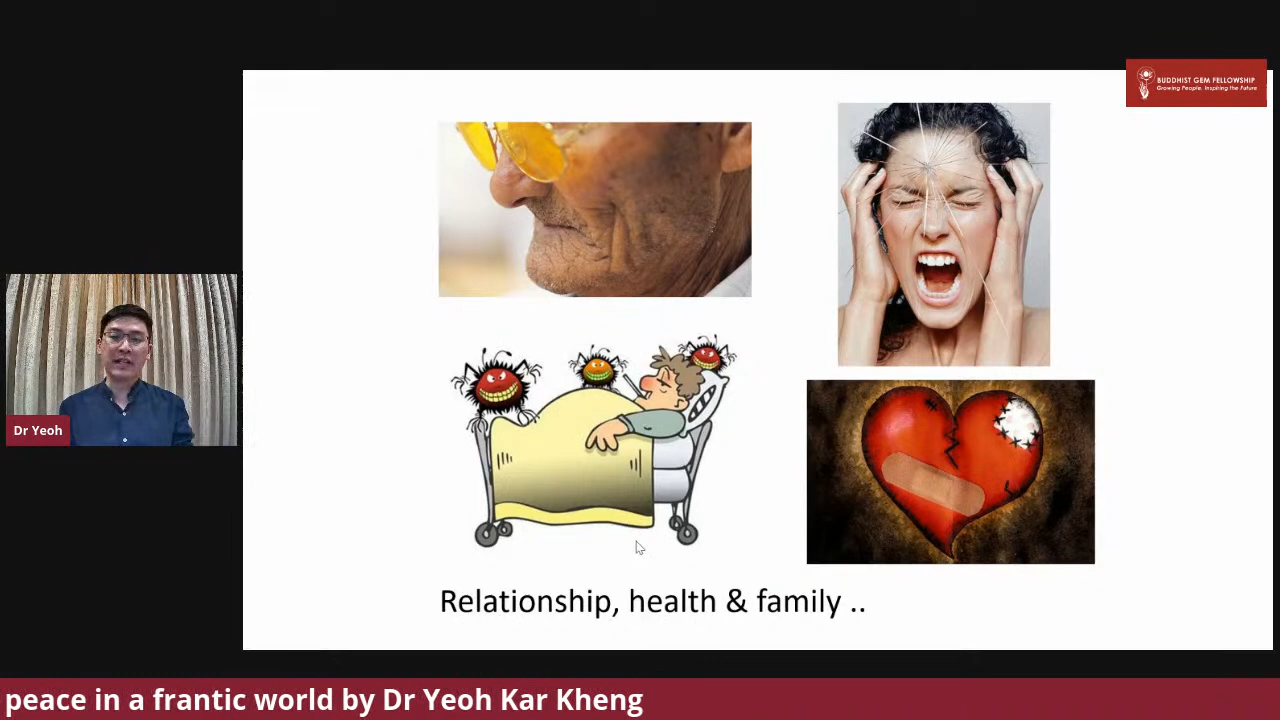 BUDDHIST GEM FELLOWSHIP
Growing People, Inspiring the Future
Dr Yeoh
Relationship, health & family ..
peace in a frantic world by Dr Yeoh Kar Kheng